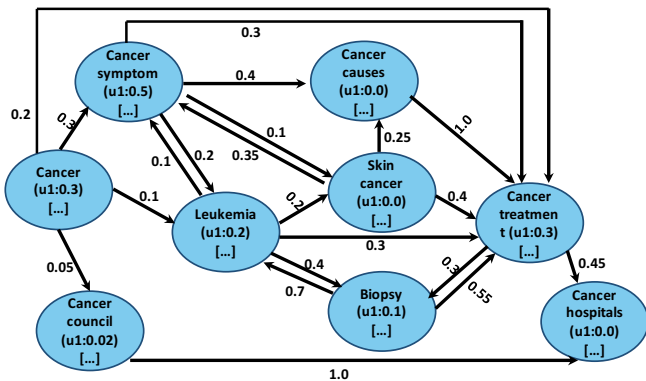 0.3
Cancer
symptom
(u1:0.5)
[...]
Cancer
causes
(u1:0.0)
[...]
0.4
0.2
0.3
0.1
0.35
0.25
1.0
0.1
0.2
Cancer
(u1:0.3)
[...]
0.1
Skin
cancer
(u1:0.0)
[...]
0.2
0.4
Leukemia
(u1:0.2)
[...]
Cancer
treatmen
t (u1:0.3)
[...]
0.3
0.05
0.4
0.7
0.3
0.55
0.45
Biopsy
(u1:0.1)
[...]
Cancer
council
(u1:0.02)
[...]
Cancer
hospitals
(u1:0.0)
[...]
1.0